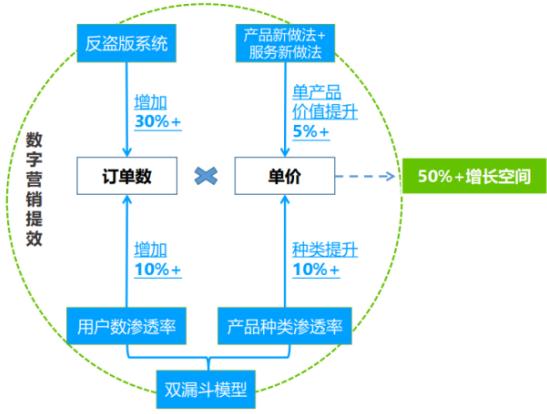 反盗版系统
产品新做法+
服务新做法
增加
30%+
单产品
价值提升
5%+
数字营销提效
订单数
单价
50%+增长空间
增加
10%+
种类提升
10%+
用户数渗透率
产品种类渗透率
双漏斗模型